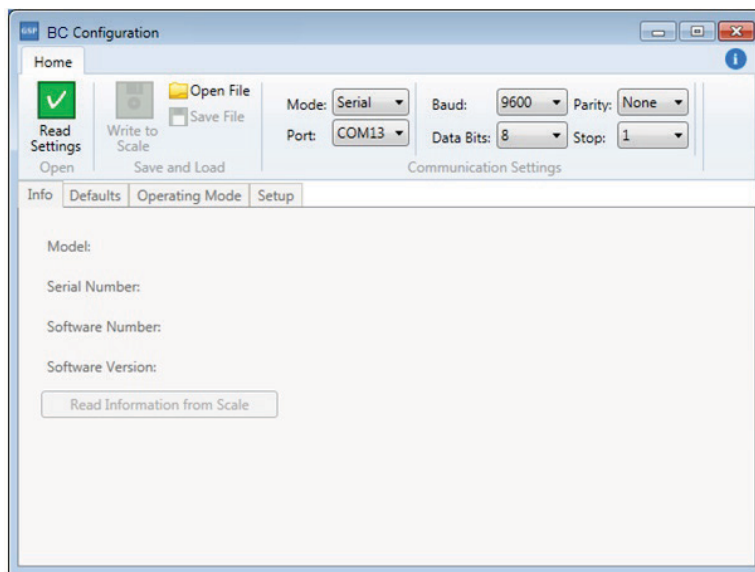 GSP BC Configuration
Home
Read Settings
Open
Write to Scale
Open File
Save File
Save and Load
Mode: Serial
Port: COM13
Baud: 9600
Parity: None
Data Bits: 8
Stop: 1
Communication Settings
Info Defaults Operating Mode Setup
Model:
Serial Number:
Software Number:
Software Version:
Read Information from Scale